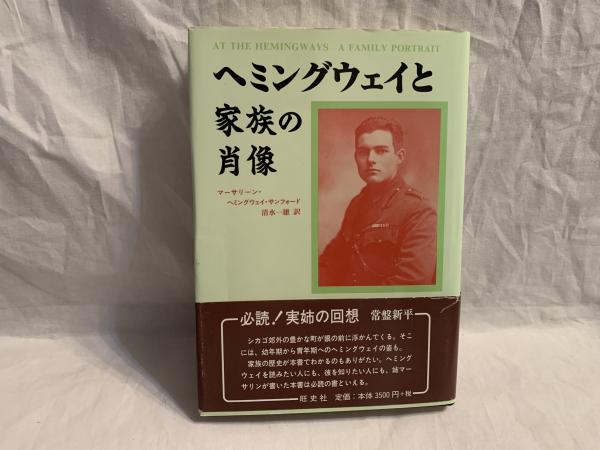 AT THE HEMINGWAYS A FAMILY PORTRAIT
ヘミングウェイと
家族の
肖像
マーサリーン・
ヘミングウェイ・サンフォード
清水一雄 訳
必読!実姉の回想 常盤新平
シカゴ郊外の豊かな町が眼の前に浮かんでくる。そこ
には、幼年期から青年期へのヘミングウェイの姿も。
家族の歴史が本書でわかるのもありがたい。ヘミング
ウェイを読みたい人にも、彼を知りたい人にも、姉マー
サリンが書いた本書は必読の書といえる。
旺史社 定価:本体3500円+税